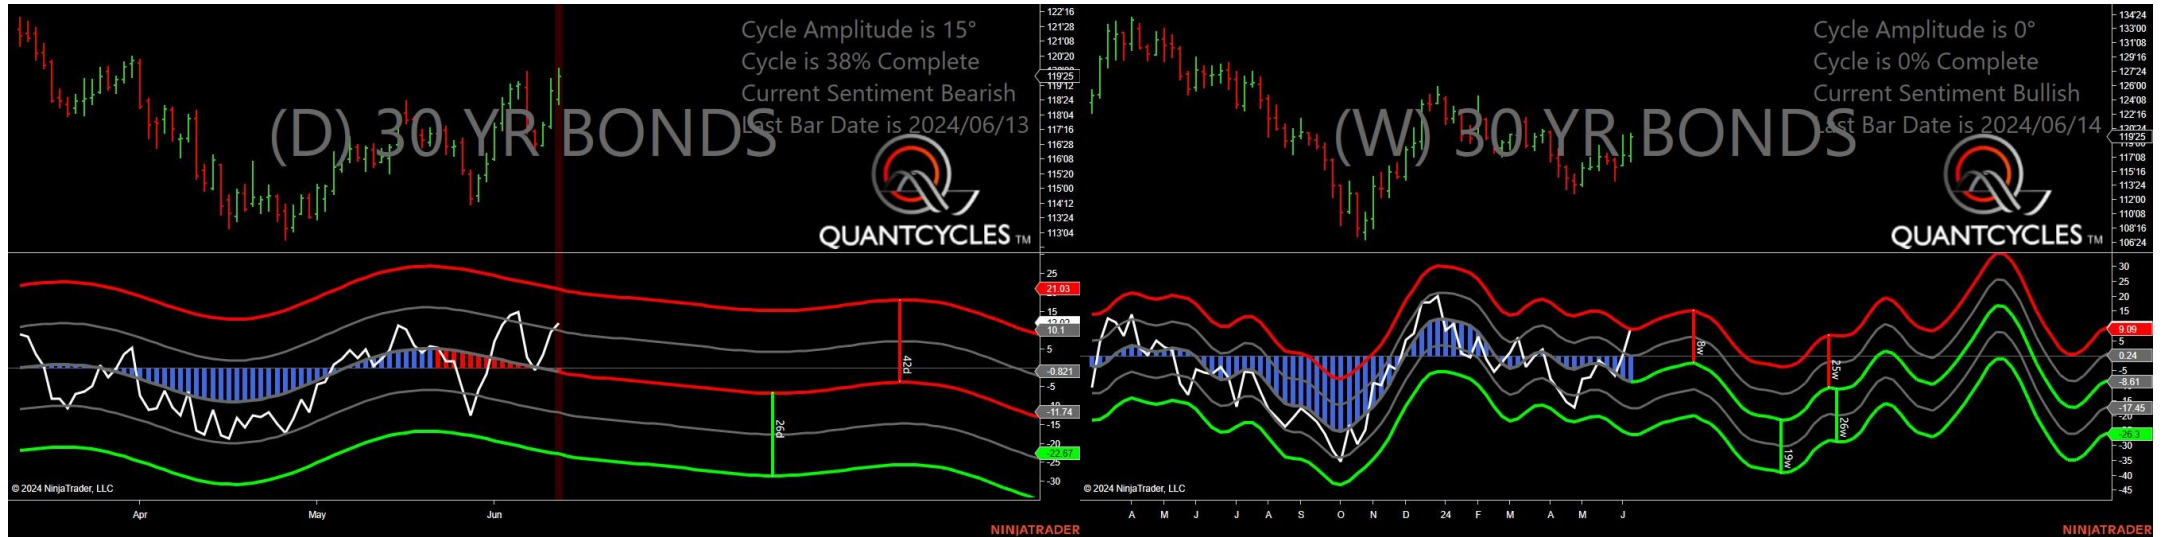 Cycle Amplitude is 15°
Cycle is 38% Complete
Current Sentiment Bearish
Last Bar Date is 2024/06/13
(D) 30 YR BONDS
QUANTCYCLES TM
122'16
121'28
121'08
120'20
119'25
119'12
118'24
118'04
117'16
116'28
116'08
115'20
115'00
114'12
113'24
113'04
25
21.03
15
10.1
5
-0.821
-5
-11.74
-15
-20
-22.67
-25
-30
42d
26d
© 2024 NinjaTrader, LLC
Apr
May
Jun
NINJATRADER
Cycle Amplitude is 0°
Cycle is 0% Complete
Current Sentiment Bullish
Last Bar Date is 2024/06/14
(W) 30 YR BONDS
QUANTCYCLES TM
134'24
133'00
131'08
129'16
127'24
126'00
124'08
122'16
119'25
117'08
115'16
113'24
112'00
110'08
108'16
106'24
30
25
20
15
9.09
5
0.24
-5
-8.61
-17.45
-26.3
-30
-35
-40
-45
8w
25w
26w
19w
© 2024 NinjaTrader, LLC
A M J J A S O N D 24 F M A M J
NINJATRADER